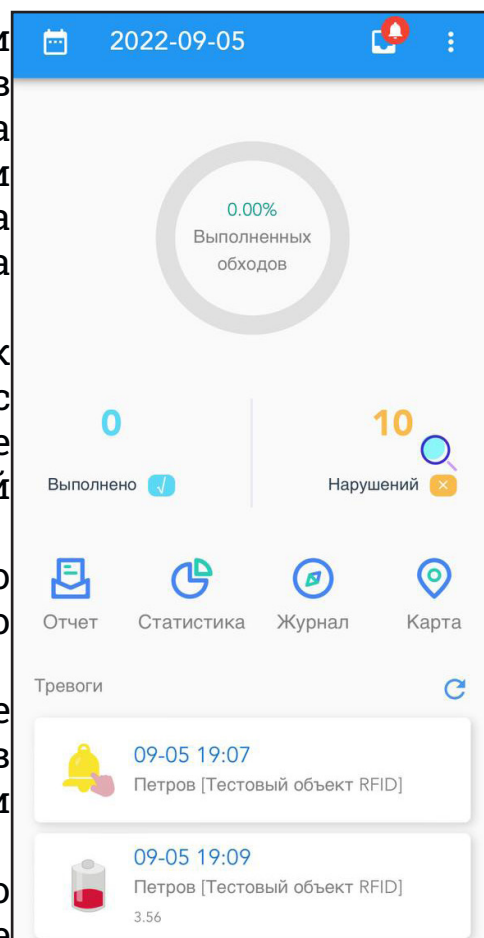 2022-09-05
0.00%
Выполненных
обходов
0
10
Выполнено √
Нарушений ×
Отчет Статистика Журнал Карта
Тревоги
09-05 19:07
Петров [Тестовый объект RFID]
09-05 19:09
Петров [Тестовый объект RFID]
3.56